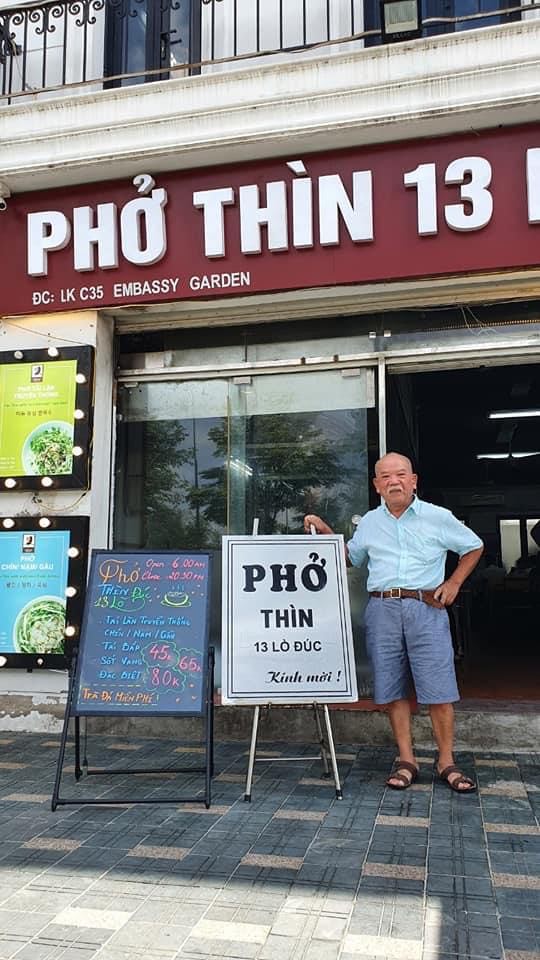 PHỞ THÌN 13
ĐC: LK C35 EMBASSY GARDEN
PHỞ TÁI LĂN
TRUYỀN THỐNG
PHỞ
CHÍN/ NẠM/ GẦU
Phở Open 6.00 AM
Close 20.30 PM
THÌN
13 Lò Đúc
. TÁI LĂN TRUYỀN THỐNG
CHÍN / NẠM / GẦU
TÁI BẮP 45K 65K
SỐT VANG
ĐẶC BIỆT 80K
TRÀ ĐÁ MIỄN PHÍ!
PHỞ
THÌN
13 LÒ ĐÚC
Kính mời !